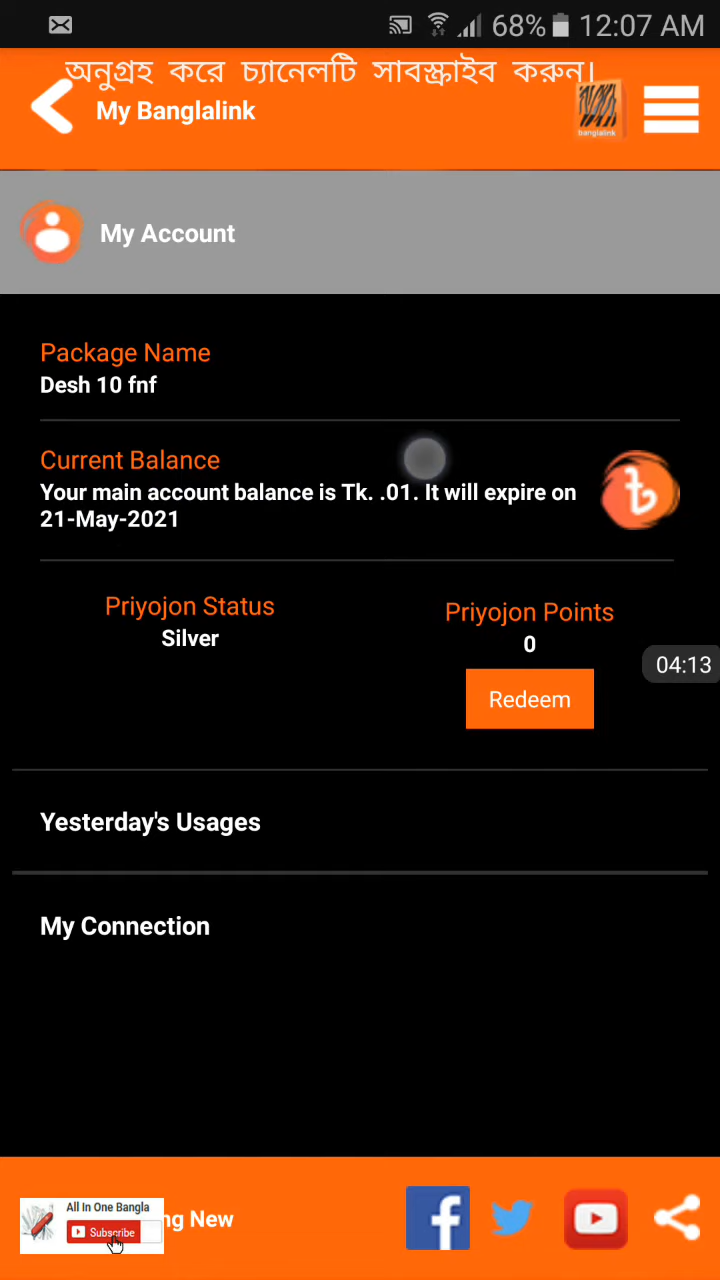 68% 12:07 AM
অনুগ্রহ করে চ্যানেলটি সাবস্ক্রাইব করুন।
My Banglalink
banglalink
My Account
Package Name
Desh 10 fnf
Current Balance
Your main account balance is Tk. .01. It will expire on
21-May-2021
Priyojon Status
Silver
Priyojon Points
0
04:13
Redeem
Yesterday's Usages
My Connection
All In One Bangla
Subscribe
ng New